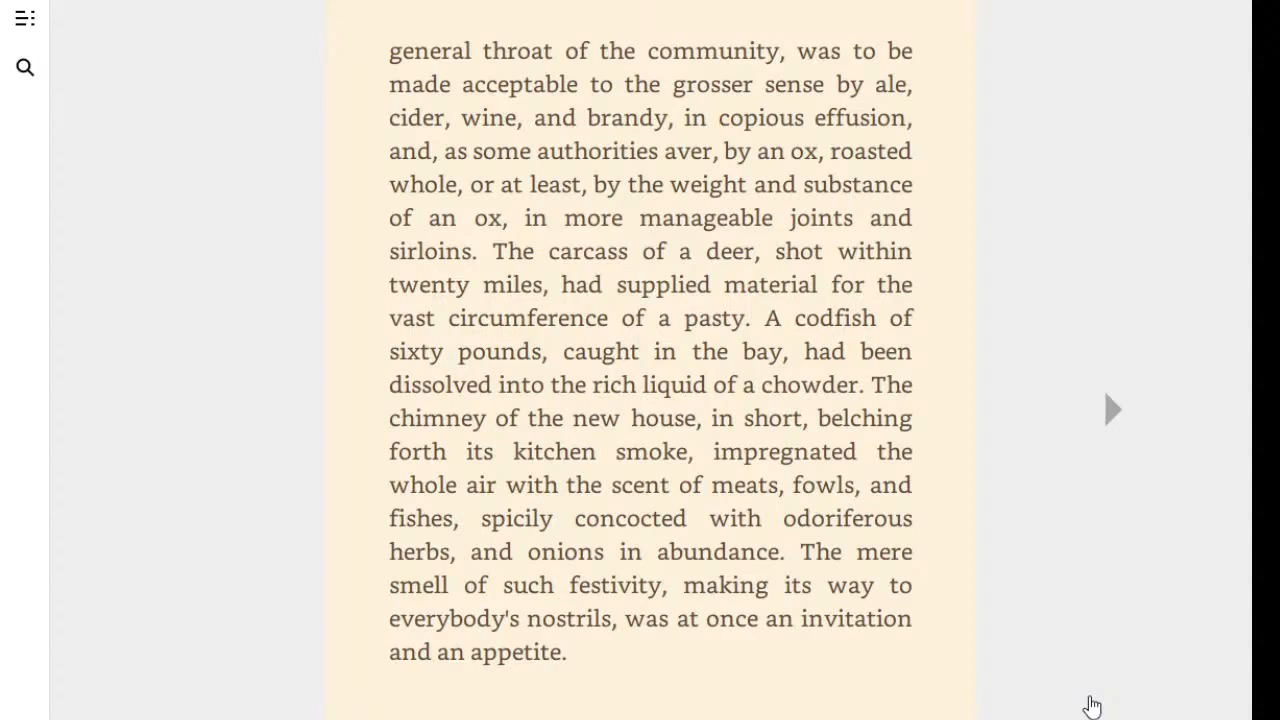 general throat of the community, was to be
made acceptable to the grosser sense by ale,
cider, wine, and brandy, in copious effusion,
and, as some authorities aver, by an ox, roasted
whole, or at least, by the weight and substance
of an ox, in more manageable joints and
sirloins. The carcass of a deer, shot within
twenty miles, had supplied material for the
vast circumference of a pasty. A codfish of
sixty pounds, caught in the bay, had been
dissolved into the rich liquid of a chowder. The
chimney of the new house, in short, belching
forth its kitchen smoke, impregnated the
whole air with the scent of meats, fowls, and
fishes, spicily concocted with odoriferous
herbs, and onions in abundance. The mere
smell of such festivity, making its way to
everybody's nostrils, was at once an invitation
and an appetite.